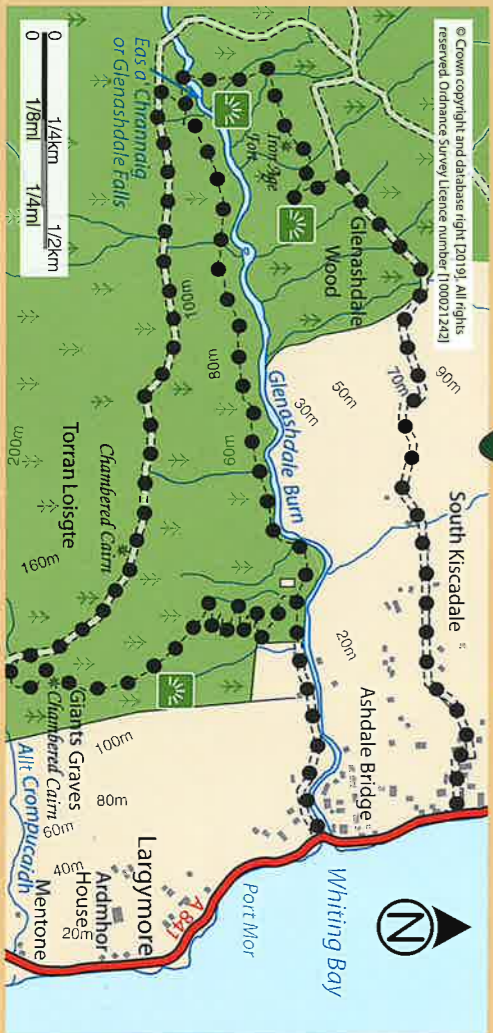 © Crown copyright and database right [2019]. All rights
reserved. Ordnance Survey Licence number [100021242]
N
90m
70m
50m
30m
20m
South Kiscadale
Glenashdale
Wood
Iron Age
Fort
Glenashdale Burn
Ashdale Bridge
Whiting Bay
Port Mor
Eas a' Chrannaig
or Glenashdale Falls
100m
80m
60m
Chambered Cairn
Torran Loisgte
160m
200m
Giants Graves
Chambered Cairn
Allt Crompucaidh
100m
80m
60m
40m
20m
Largymore
A 841
Ardmhor
House
Mentone
0 1/4km 1/2km
0 1/8ml 1/4ml